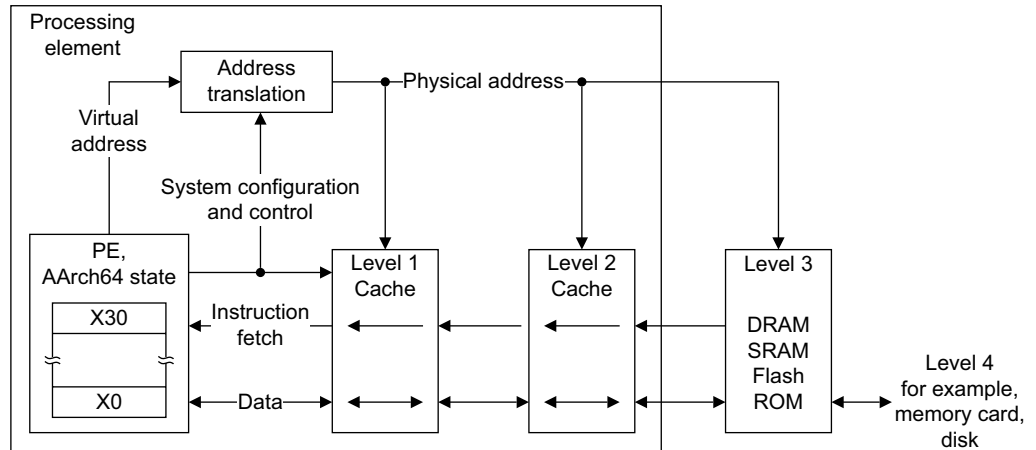 Processing
element
Address
translation
Physical address
Virtual
address
System configuration
and control
PE,
AArch64 state
X30
X0
Instruction
fetch
Data
Level 1
Cache
Level 2
Cache
Level 3
DRAM
SRAM
Flash
ROM
Level 4
for example,
memory card,
disk